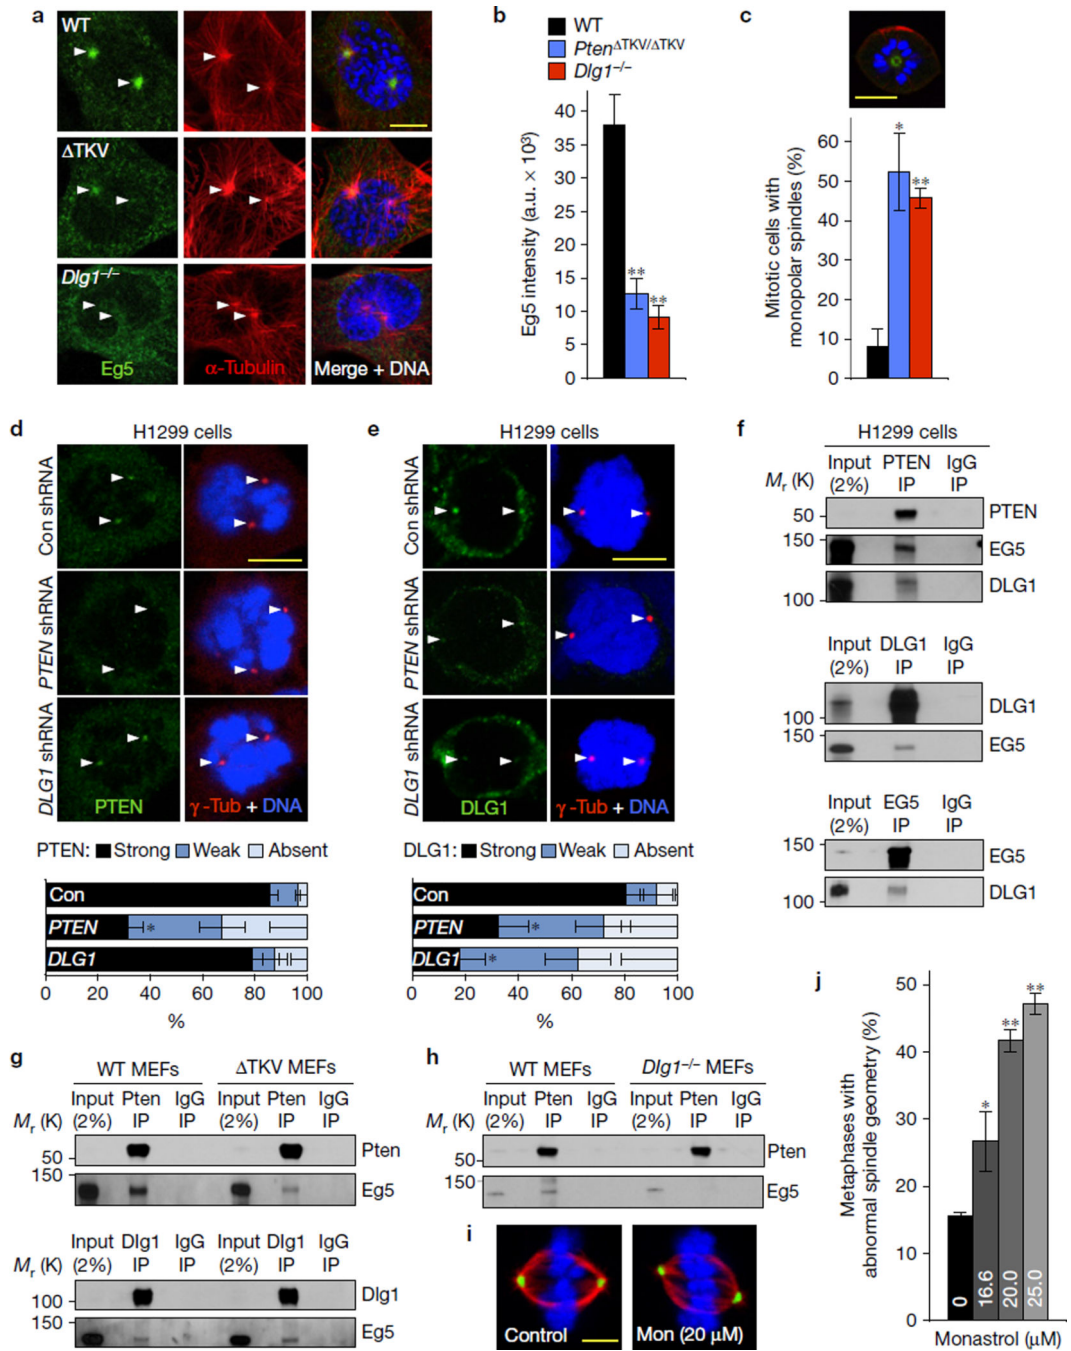 a
WT
ΔTKV
Dlg1−/−
Eg5
α-Tubulin
Merge + DNA
b
WT
PtenΔTKV/ΔTKV
Dlg1−/−
Eg5 intensity (a.u. × 10³)
40
35
30
25
20
15
10
5
0
**
**
c
Mitotic cells with
monopolar spindles (%)
60
50
40
30
20
10
0
*
**
d
H1299 cells
Con shRNA
PTEN shRNA
DLG1 shRNA
PTEN
γ-Tub + DNA
PTEN: Strong Weak Absent
Con
PTEN
*
DLG1
0 20 40 60 80 100
%
e
H1299 cells
Con shRNA
PTEN shRNA
DLG1 shRNA
DLG1
γ-Tub + DNA
DLG1: Strong Weak Absent
Con
PTEN
*
DLG1
*
0 20 40 60 80 100
%
f
H1299 cells
Input PTEN IgG
Mr (K) (2%) IP IP
50 PTEN
150 EG5
100 DLG1
Input DLG1 IgG
(2%) IP IP
100 DLG1
150 EG5
Input EG5 IgG
(2%) IP IP
150 EG5
100 DLG1
g
WT MEFs ΔTKV MEFs
Input Pten IgG Input Pten IgG
Mr (K) (2%) IP IP (2%) IP IP
50 Pten
150 Eg5
Input Dlg1 IgG Input Dlg1 IgG
(2%) IP IP (2%) IP IP
100 Dlg1
150 Eg5
h
WT MEFs Dlg1−/− MEFs
Input Pten IgG Input Pten IgG
Mr (K) (2%) IP IP (2%) IP IP
50 Pten
150 Eg5
i
Control
Mon (20 μM)
j
Metaphases with
abnormal spindle geometry (%)
50
40
30
20
10
0
*
**
**
0 16.6 20.0 25.0
Monastrol (μM)